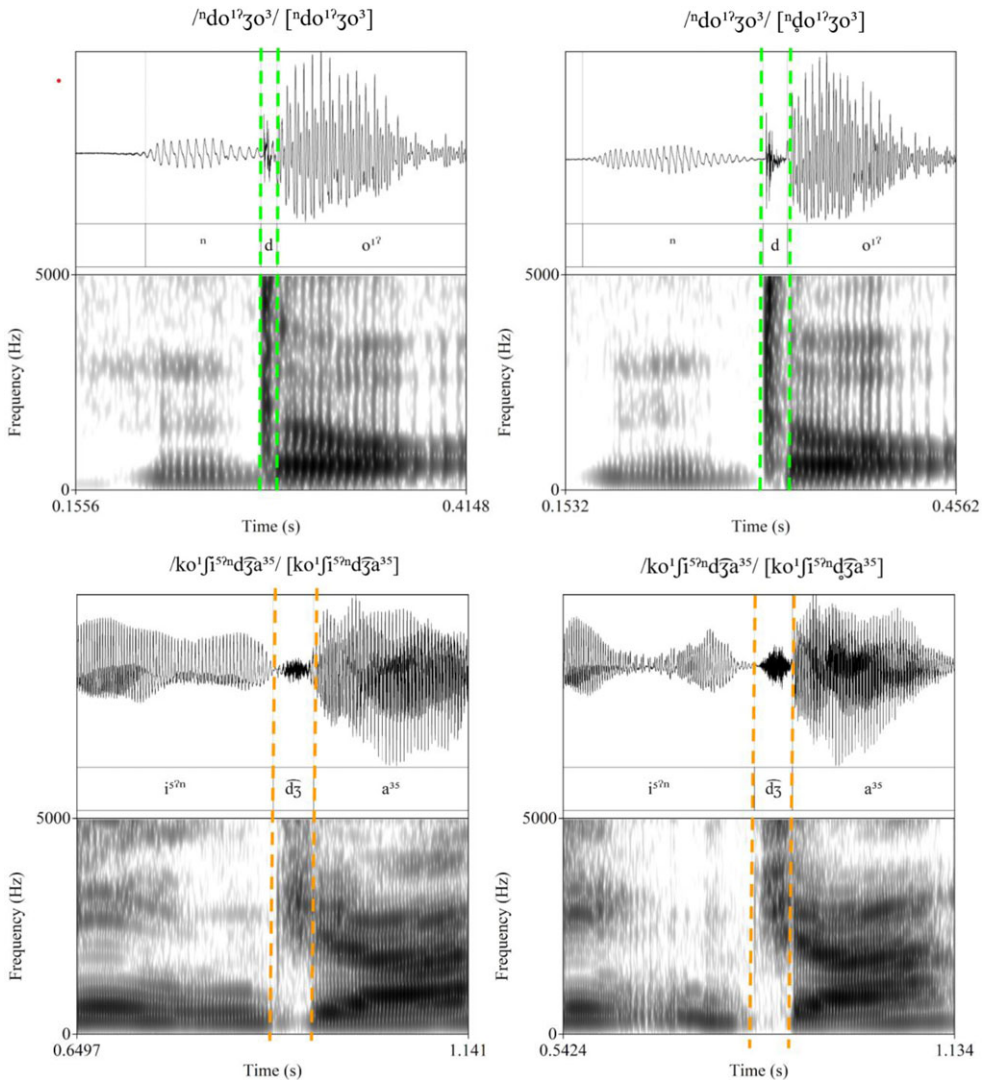 /ⁿdo¹ˀʒo³/ [ⁿdo¹ˀʒo³]
ⁿ d o¹ˀ
5000
Frequency (Hz)
0
0.1556 0.4148
Time (s)
/ⁿdo¹ˀʒo³/ [ⁿd̥o¹ˀʒo³]
ⁿ d o¹ˀ
5000
Frequency (Hz)
0
0.1532 0.4562
Time (s)
/ko¹ʃi⁵ˀⁿd͡ʒa³⁵/ [ko¹ʃi⁵ˀⁿd͡ʒa³⁵]
i⁵ˀⁿ d͡ʒ a³⁵
5000
Frequency (Hz)
0
0.6497 1.141
Time (s)
/ko¹ʃi⁵ˀⁿd͡ʒa³⁵/ [ko¹ʃi⁵ˀⁿd̥͡ʒa³⁵]
i⁵ˀⁿ d͡ʒ a³⁵
5000
Frequency (Hz)
0
0.5424 1.134
Time (s)